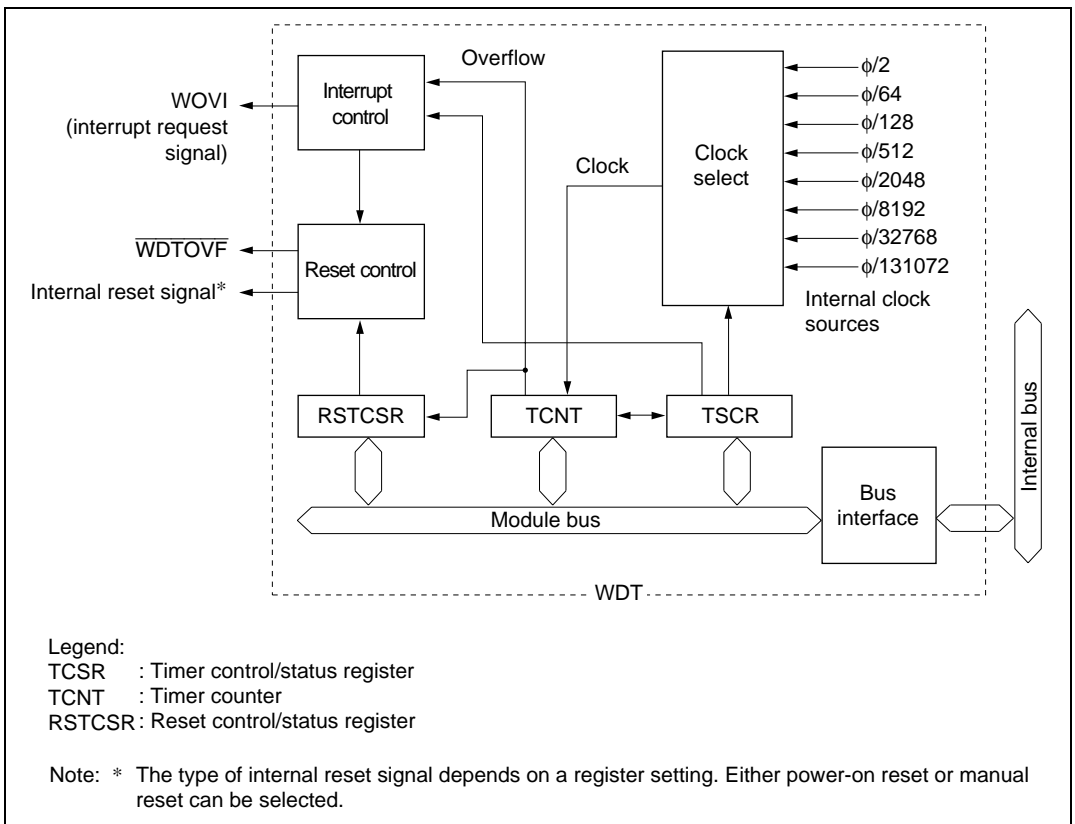 Overflow
Interrupt
control
WOVI
(interrupt request
signal)
Clock
Clock
select
ϕ/2
ϕ/64
ϕ/128
ϕ/512
ϕ/2048
ϕ/8192
ϕ/32768
ϕ/131072
Internal clock
sources
WDTOVF
Internal reset signal*
Reset control
RSTCSR
TCNT
TSCR
Module bus
Bus
interface
Internal bus
WDT
Legend:
TCSR : Timer control/status register
TCNT : Timer counter
RSTCSR : Reset control/status register
Note: * The type of internal reset signal depends on a register setting. Either power-on reset or manual
reset can be selected.